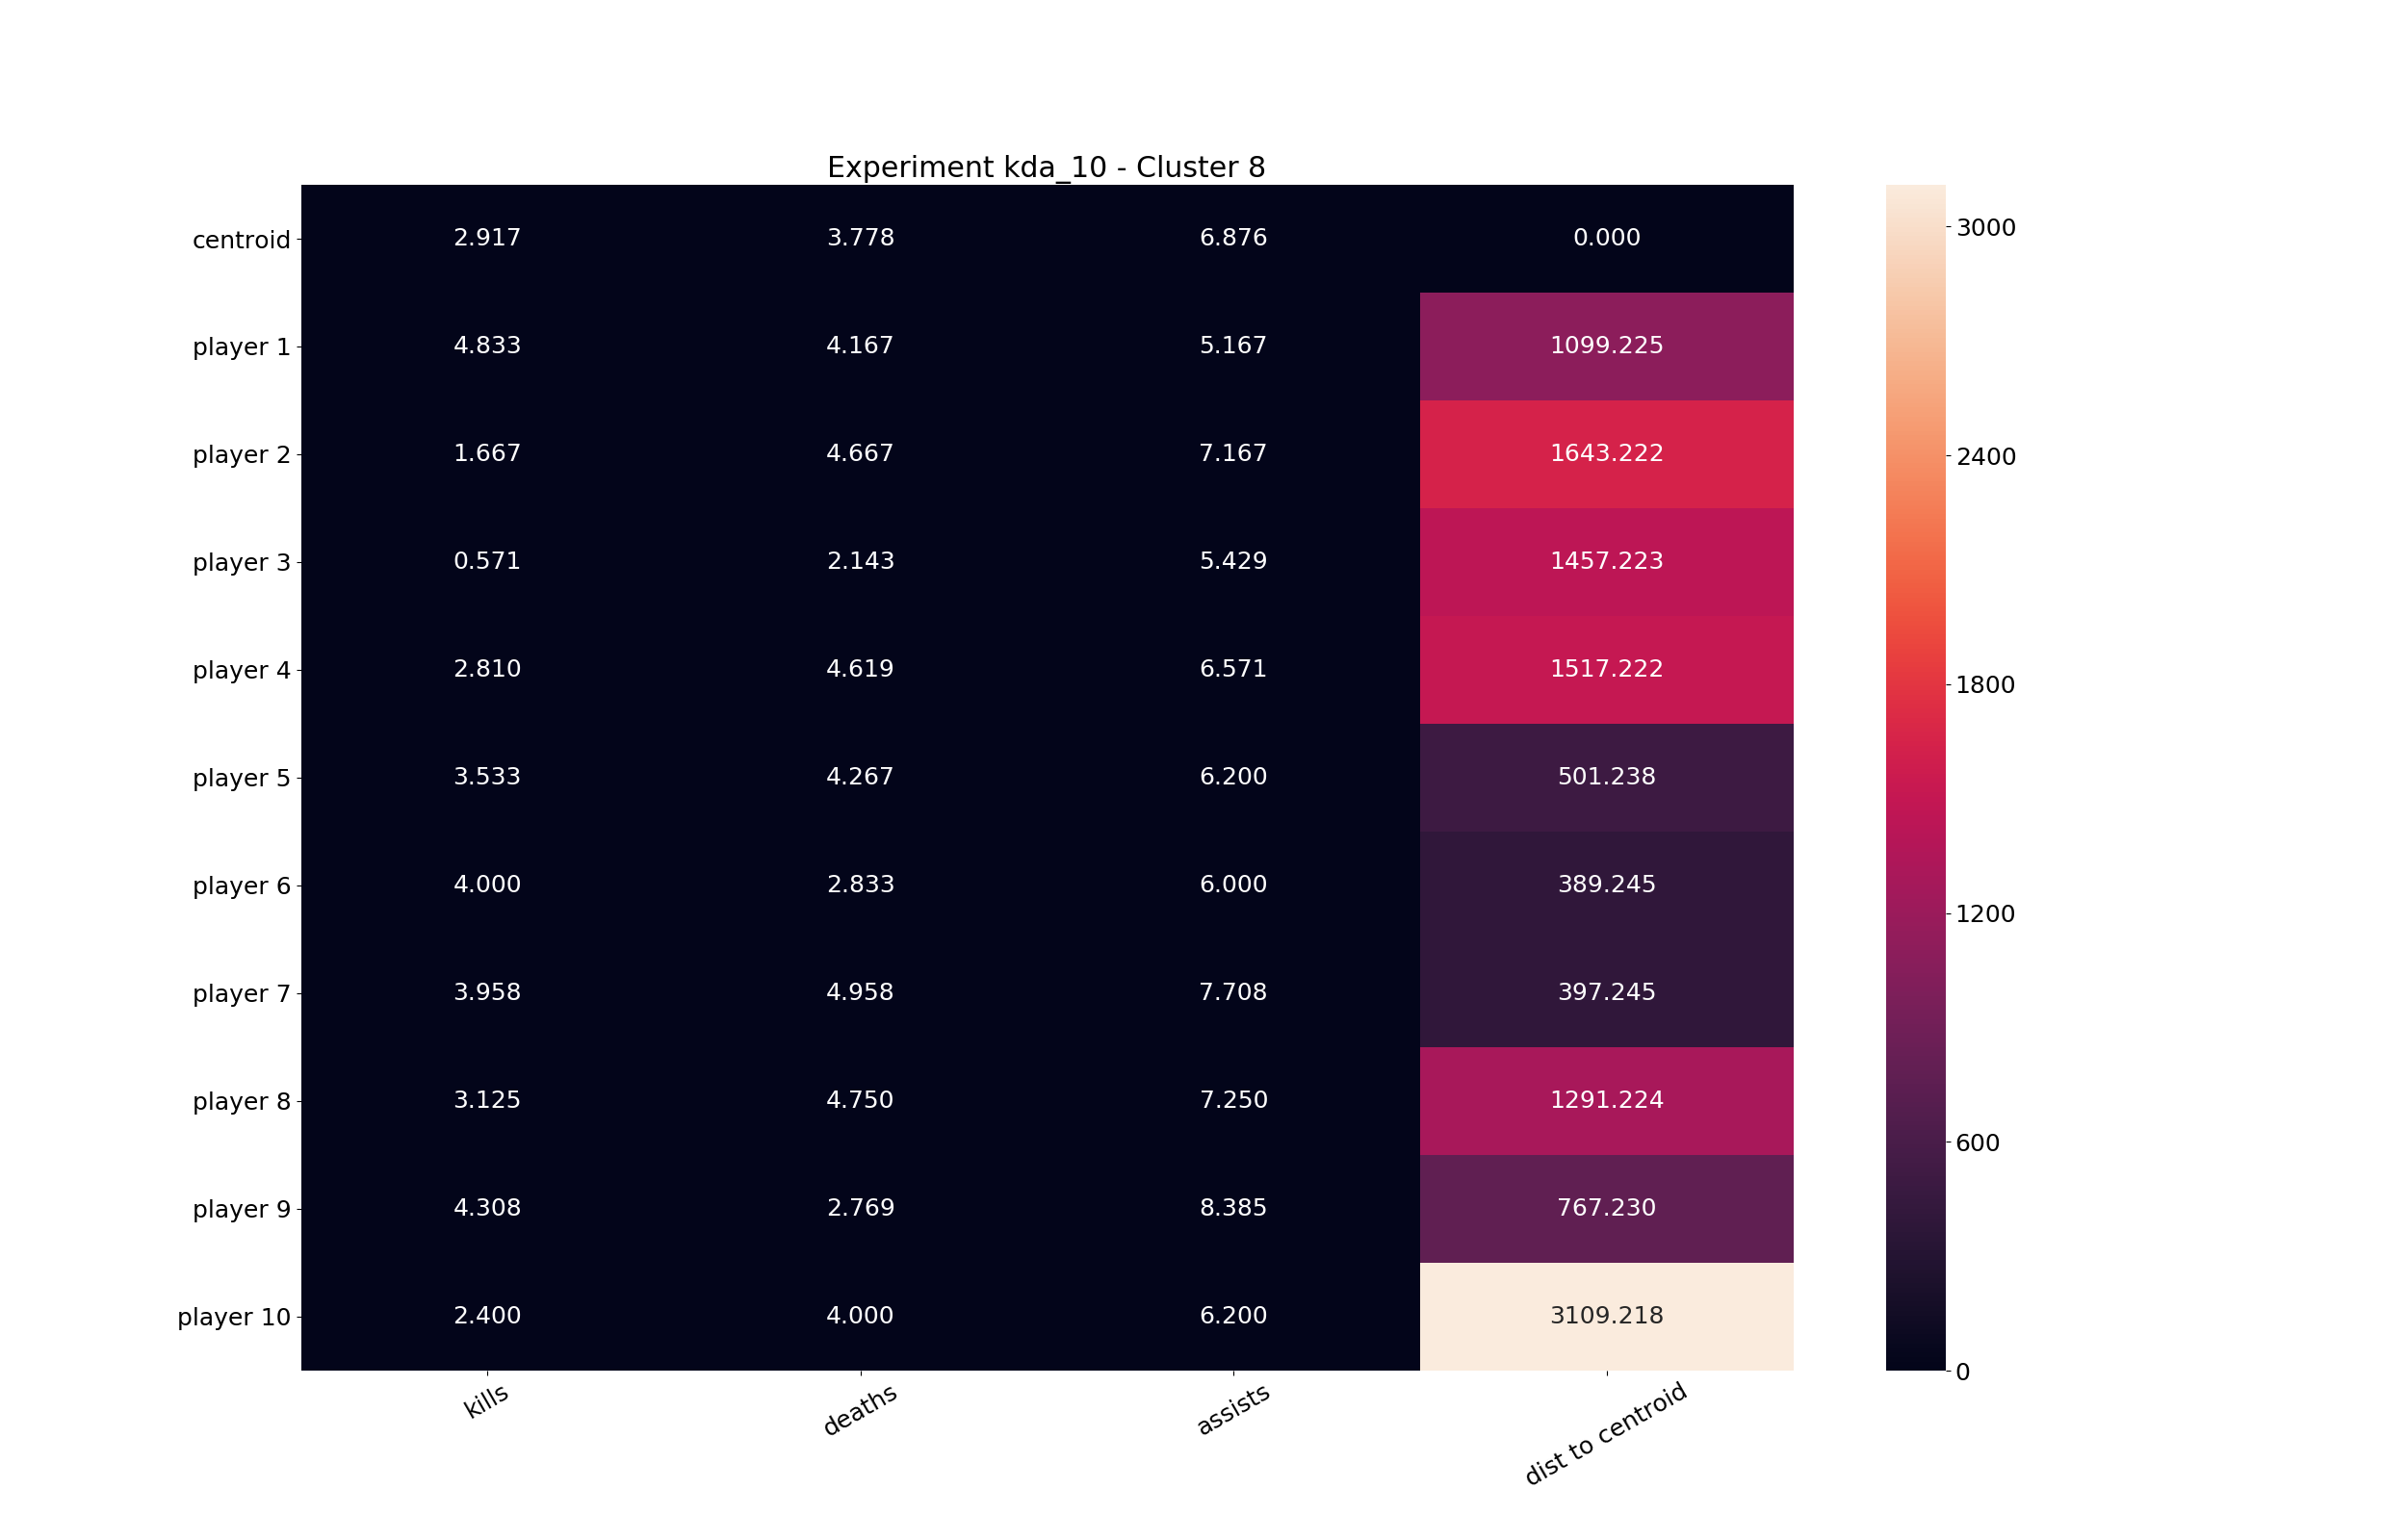 Experiment kda_10 - Cluster 8
centroid 2.917 3.778 6.876 0.000
player 1 4.833 4.167 5.167 1099.225
player 2 1.667 4.667 7.167 1643.222
player 3 0.571 2.143 5.429 1457.223
player 4 2.810 4.619 6.571 1517.222
player 5 3.533 4.267 6.200 501.238
player 6 4.000 2.833 6.000 389.245
player 7 3.958 4.958 7.708 397.245
player 8 3.125 4.750 7.250 1291.224
player 9 4.308 2.769 8.385 767.230
player 10 2.400 4.000 6.200 3109.218
kills deaths assists dist to centroid
3000
2400
1800
1200
600
0